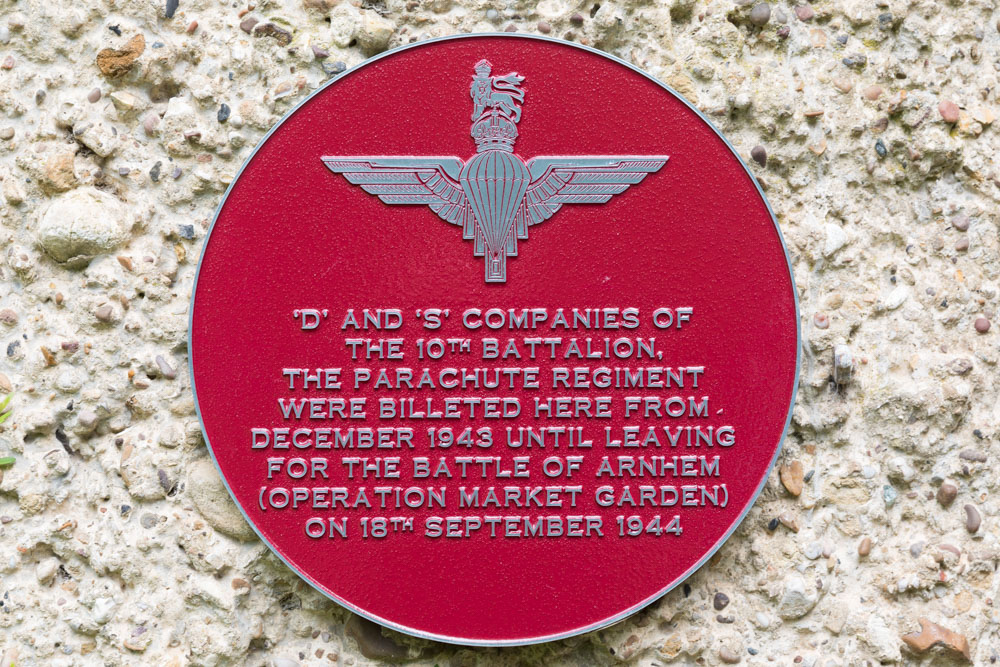 ‘D’ AND ‘S’ COMPANIES OF
THE 10TH BATTALION,
THE PARACHUTE REGIMENT
WERE BILLETED HERE FROM
DECEMBER 1943 UNTIL LEAVING
FOR THE BATTLE OF ARNHEM
(OPERATION MARKET GARDEN)
ON 18TH SEPTEMBER 1944